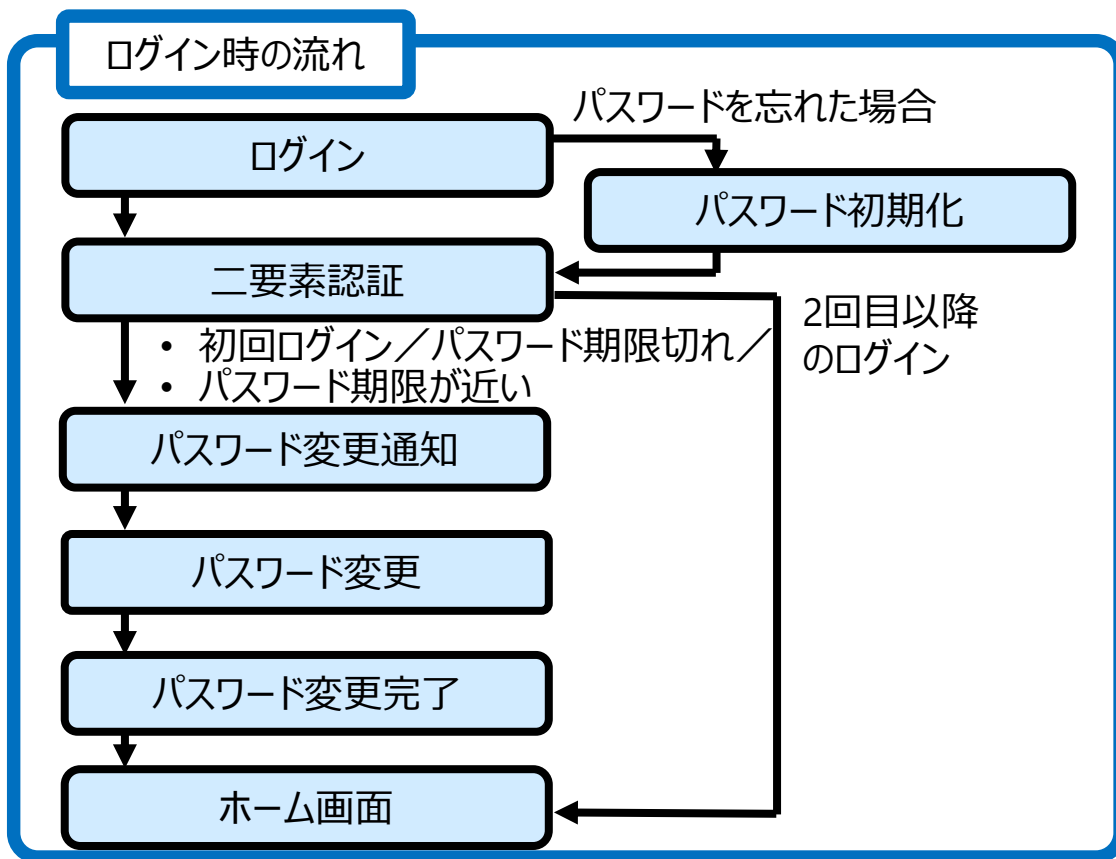 ログイン時の流れ
パスワードを忘れた場合
ログイン
パスワード初期化
二要素認証
2回目以降
のログイン
• 初回ログイン／パスワード期限切れ／
• パスワード期限が近い
パスワード変更通知
パスワード変更
パスワード変更完了
ホーム画面